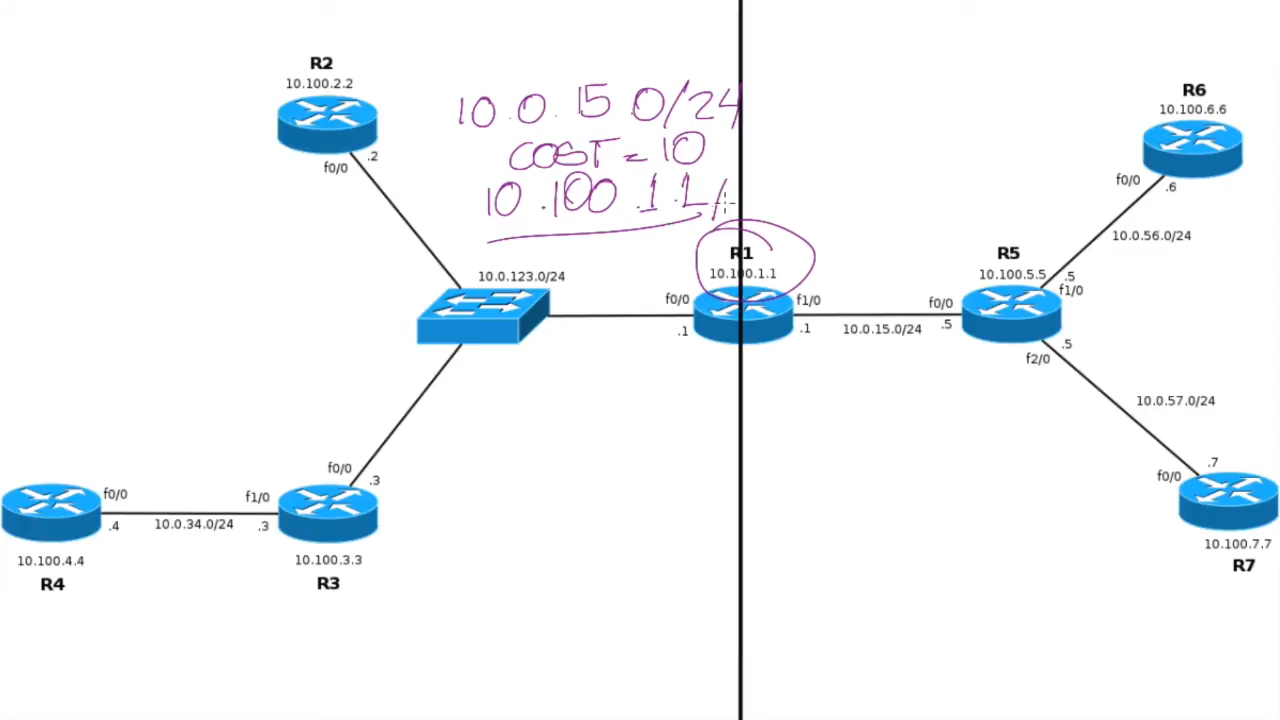 R2
10.100.2.2
f0/0
.2
10.0.15.0/24
COST = 10
10.100.1.1/
10.0.123.0/24
R1
10.100.1.1
f0/0
.1
f1/0
.1
10.0.15.0/24
R5
10.100.5.5
f0/0
.5
.5
f1/0
.5
f2/0
R6
10.100.6.6
f0/0
.6
10.0.56.0/24
10.0.57.0/24
.7
f0/0
10.100.7.7
R7
f0/0
.3
f1/0
.3
10.100.3.3
R3
10.0.34.0/24
f0/0
.4
10.100.4.4
R4